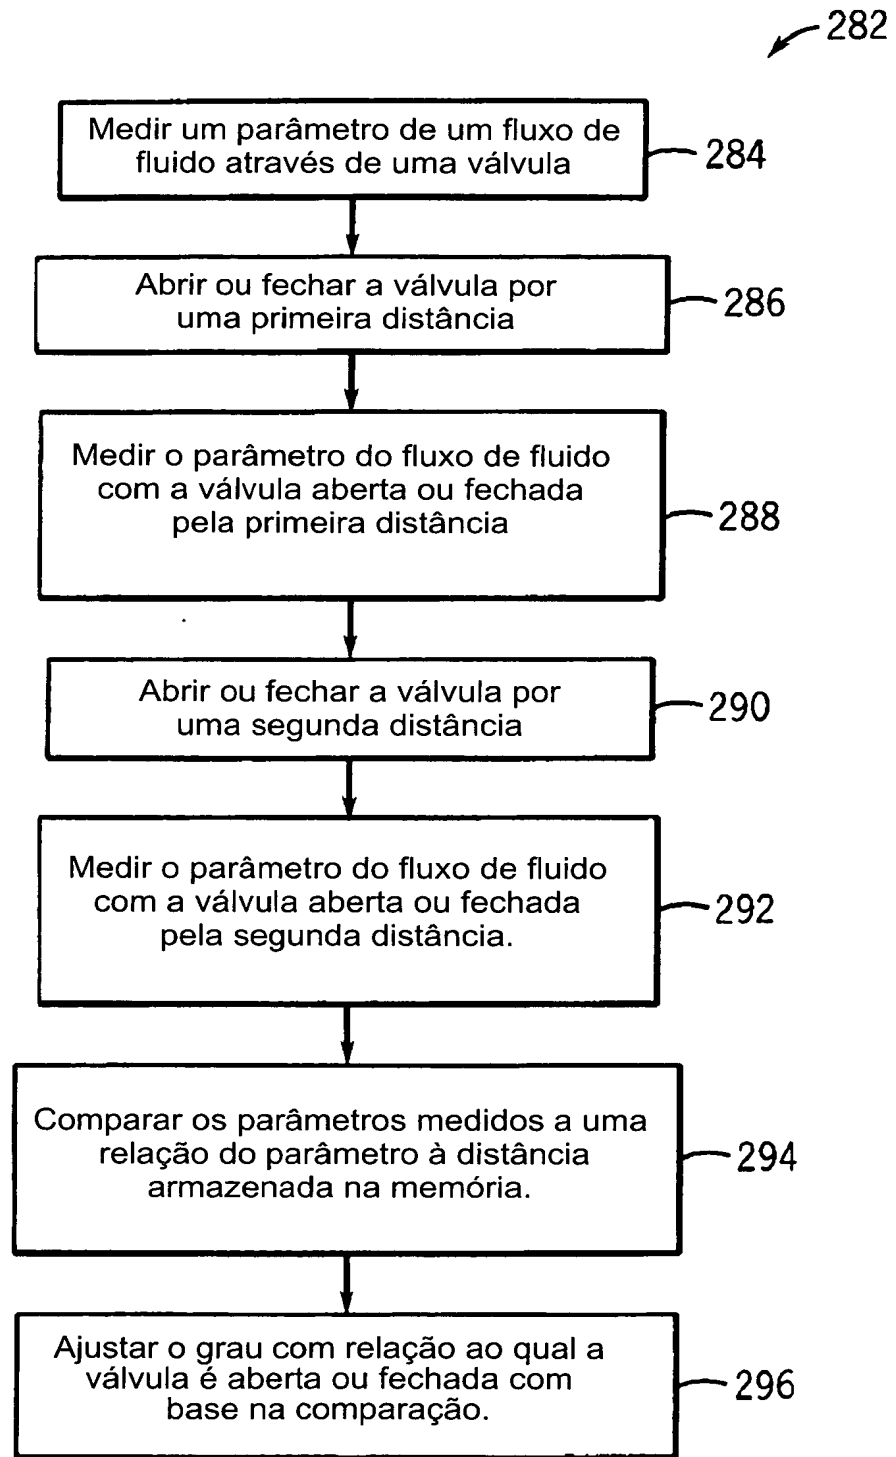 282
Medir um parâmetro de um fluxo de
fluido através de uma válvula
284
Abrir ou fechar a válvula por
uma primeira distância
286
Medir o parâmetro do fluxo de fluido
com a válvula aberta ou fechada
pela primeira distância
288
Abrir ou fechar a válvula por
uma segunda distância
290
Medir o parâmetro do fluxo de fluido
com a válvula aberta ou fechada
pela segunda distância.
292
Comparar os parâmetros medidos a uma
relação do parâmetro à distância
armazenada na memória.
294
Ajustar o grau com relação ao qual a
válvula é aberta ou fechada com
base na comparação.
296